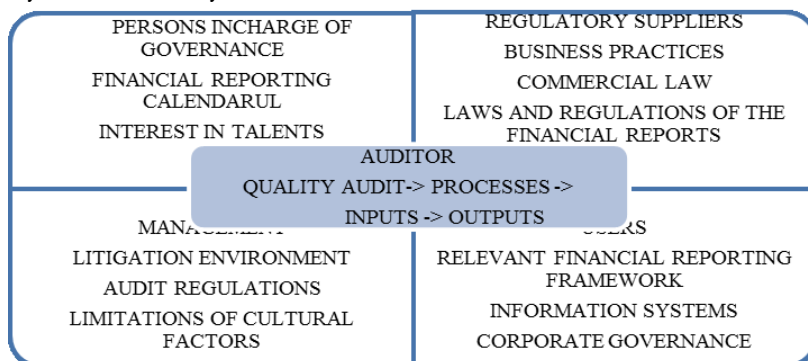 PERSONS INCHARGE OF
GOVERNANCE
FINANCIAL REPORTING
CALENDARUL
INTEREST IN TALENTS
REGULATORY SUPPLIERS
BUSINESS PRACTICES
COMMERCIAL LAW
LAWS AND REGULATIONS OF THE
FINANCIAL REPORTS
AUDITOR
QUALITY AUDIT-> PROCESSES ->
INPUTS -> OUTPUTS
MANAGEMENT
LITIGATION ENVIRONMENT
AUDIT REGULATIONS
LIMITATIONS OF CULTURAL
FACTORS
USERS
RELEVANT FINANCIAL REPORTING
FRAMEWORK
INFORMATION SYSTEMS
CORPORATE GOVERNANCE